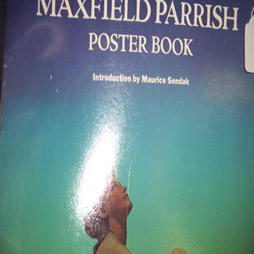 MAXFIELD PARRISH
POSTER BOOK
Introduction by Maurice Sendak